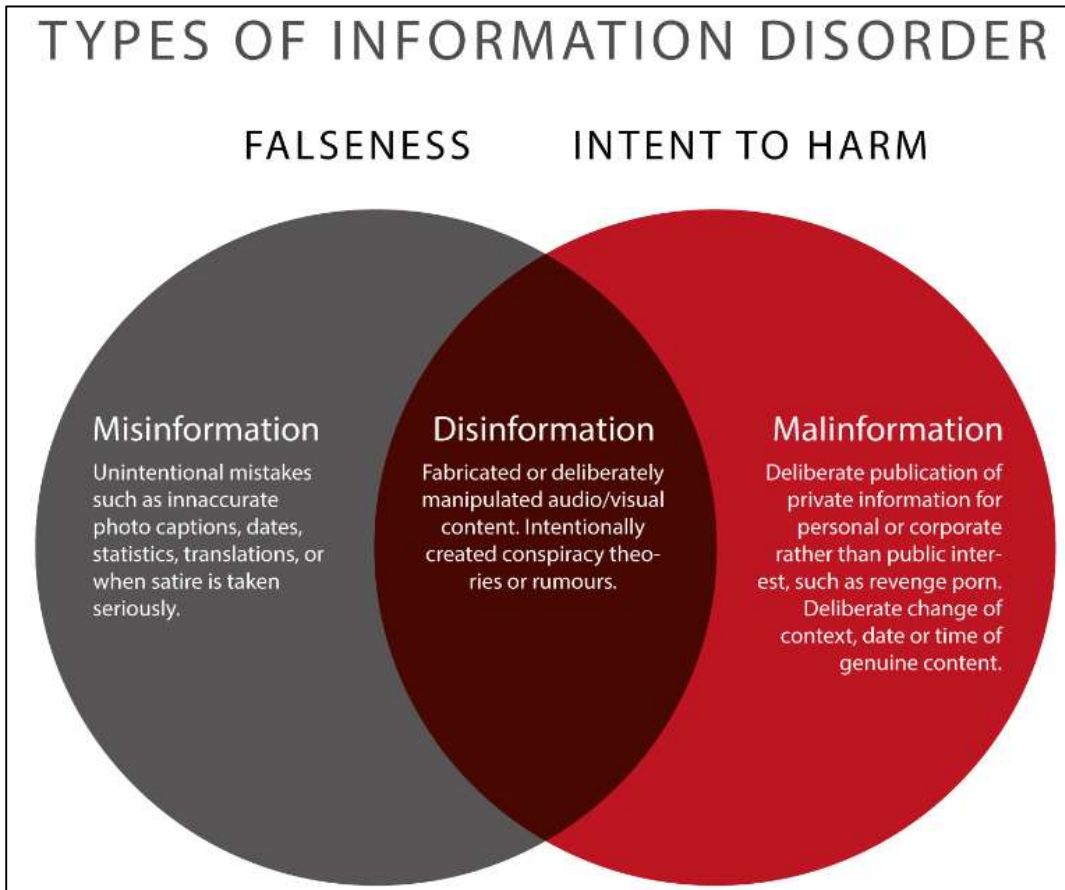 TYPES OF INFORMATION DISORDER
FALSENESS
INTENT TO HARM
Misinformation
Unintentional mistakes
such as innaccurate
photo captions, dates,
statistics, translations, or
when satire is taken
seriously.
Disinformation
Fabricated or deliberately
manipulated audio/visual
content. Intentionally
created conspiracy theo-
ries or rumours.
Malinformation
Deliberate publication of
private information for
personal or corporate
rather than public inter-
est, such as revenge porn.
Deliberate change of
context, date or time of
genuine content.